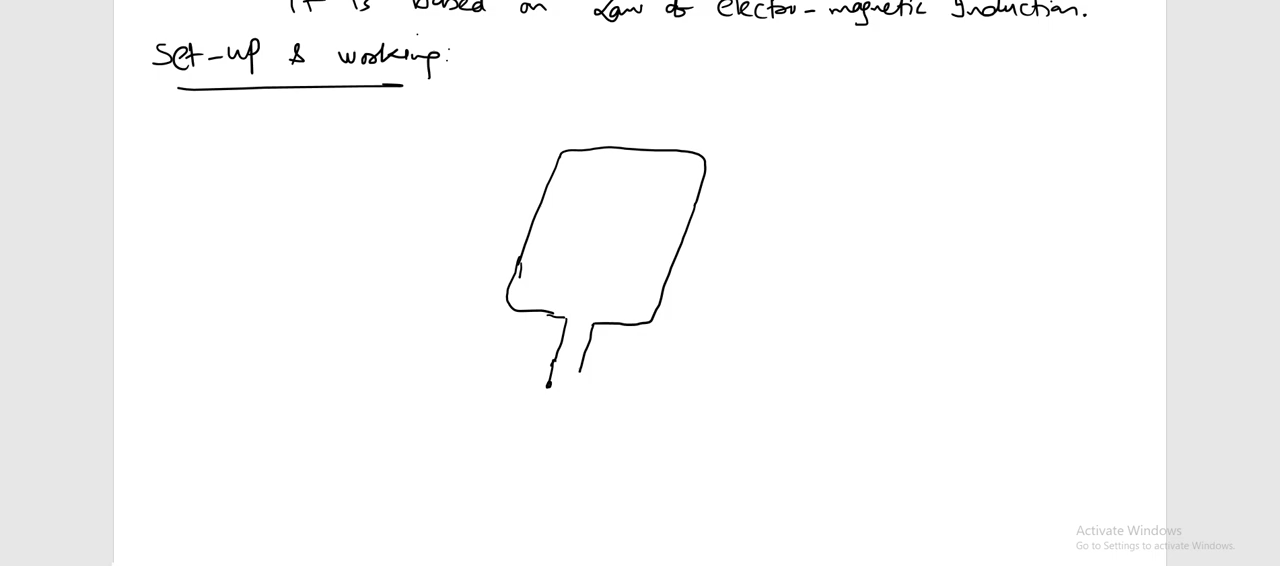 It is based on Law of electro-magnetic Induction.
Set-up & working:
Activate Windows
Go to Settings to activate Windows.